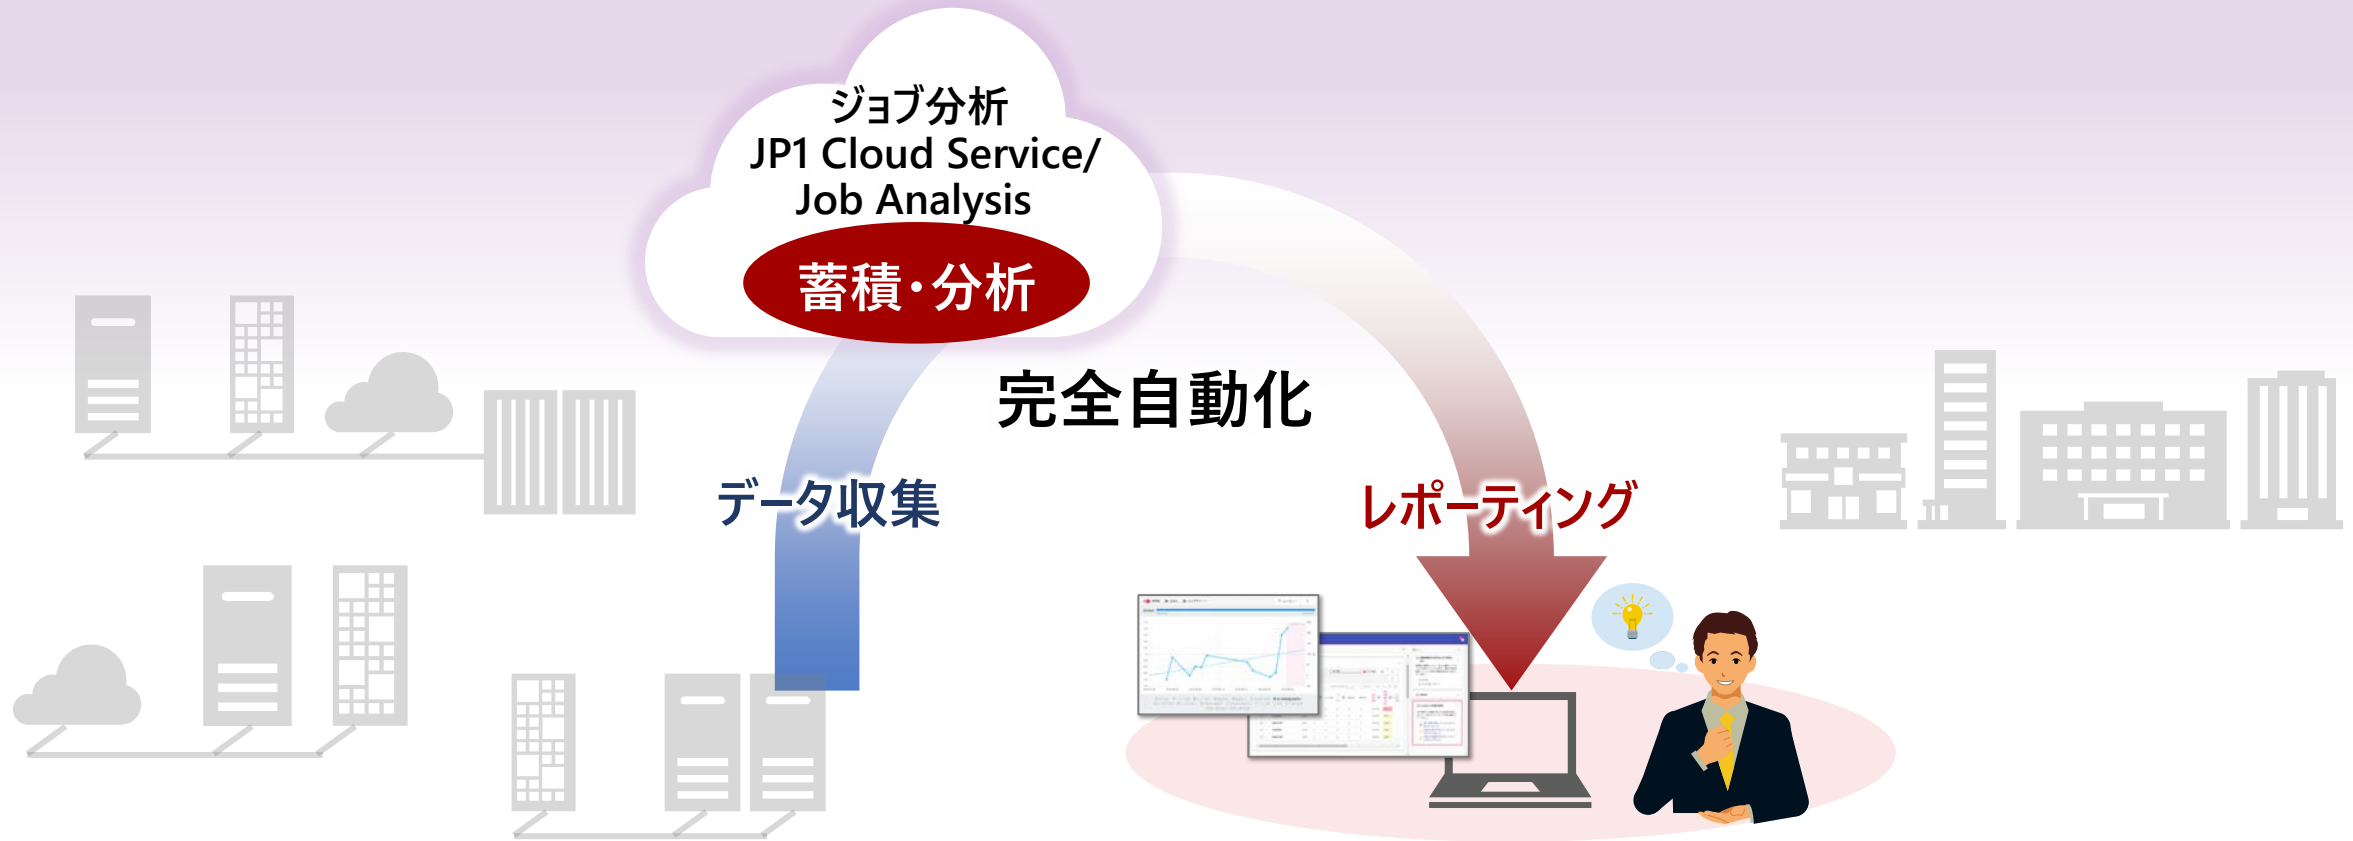 ジョブ分析
JP1 Cloud Service/
Job Analysis
蓄積・分析
完全自動化
データ収集
レポーティング